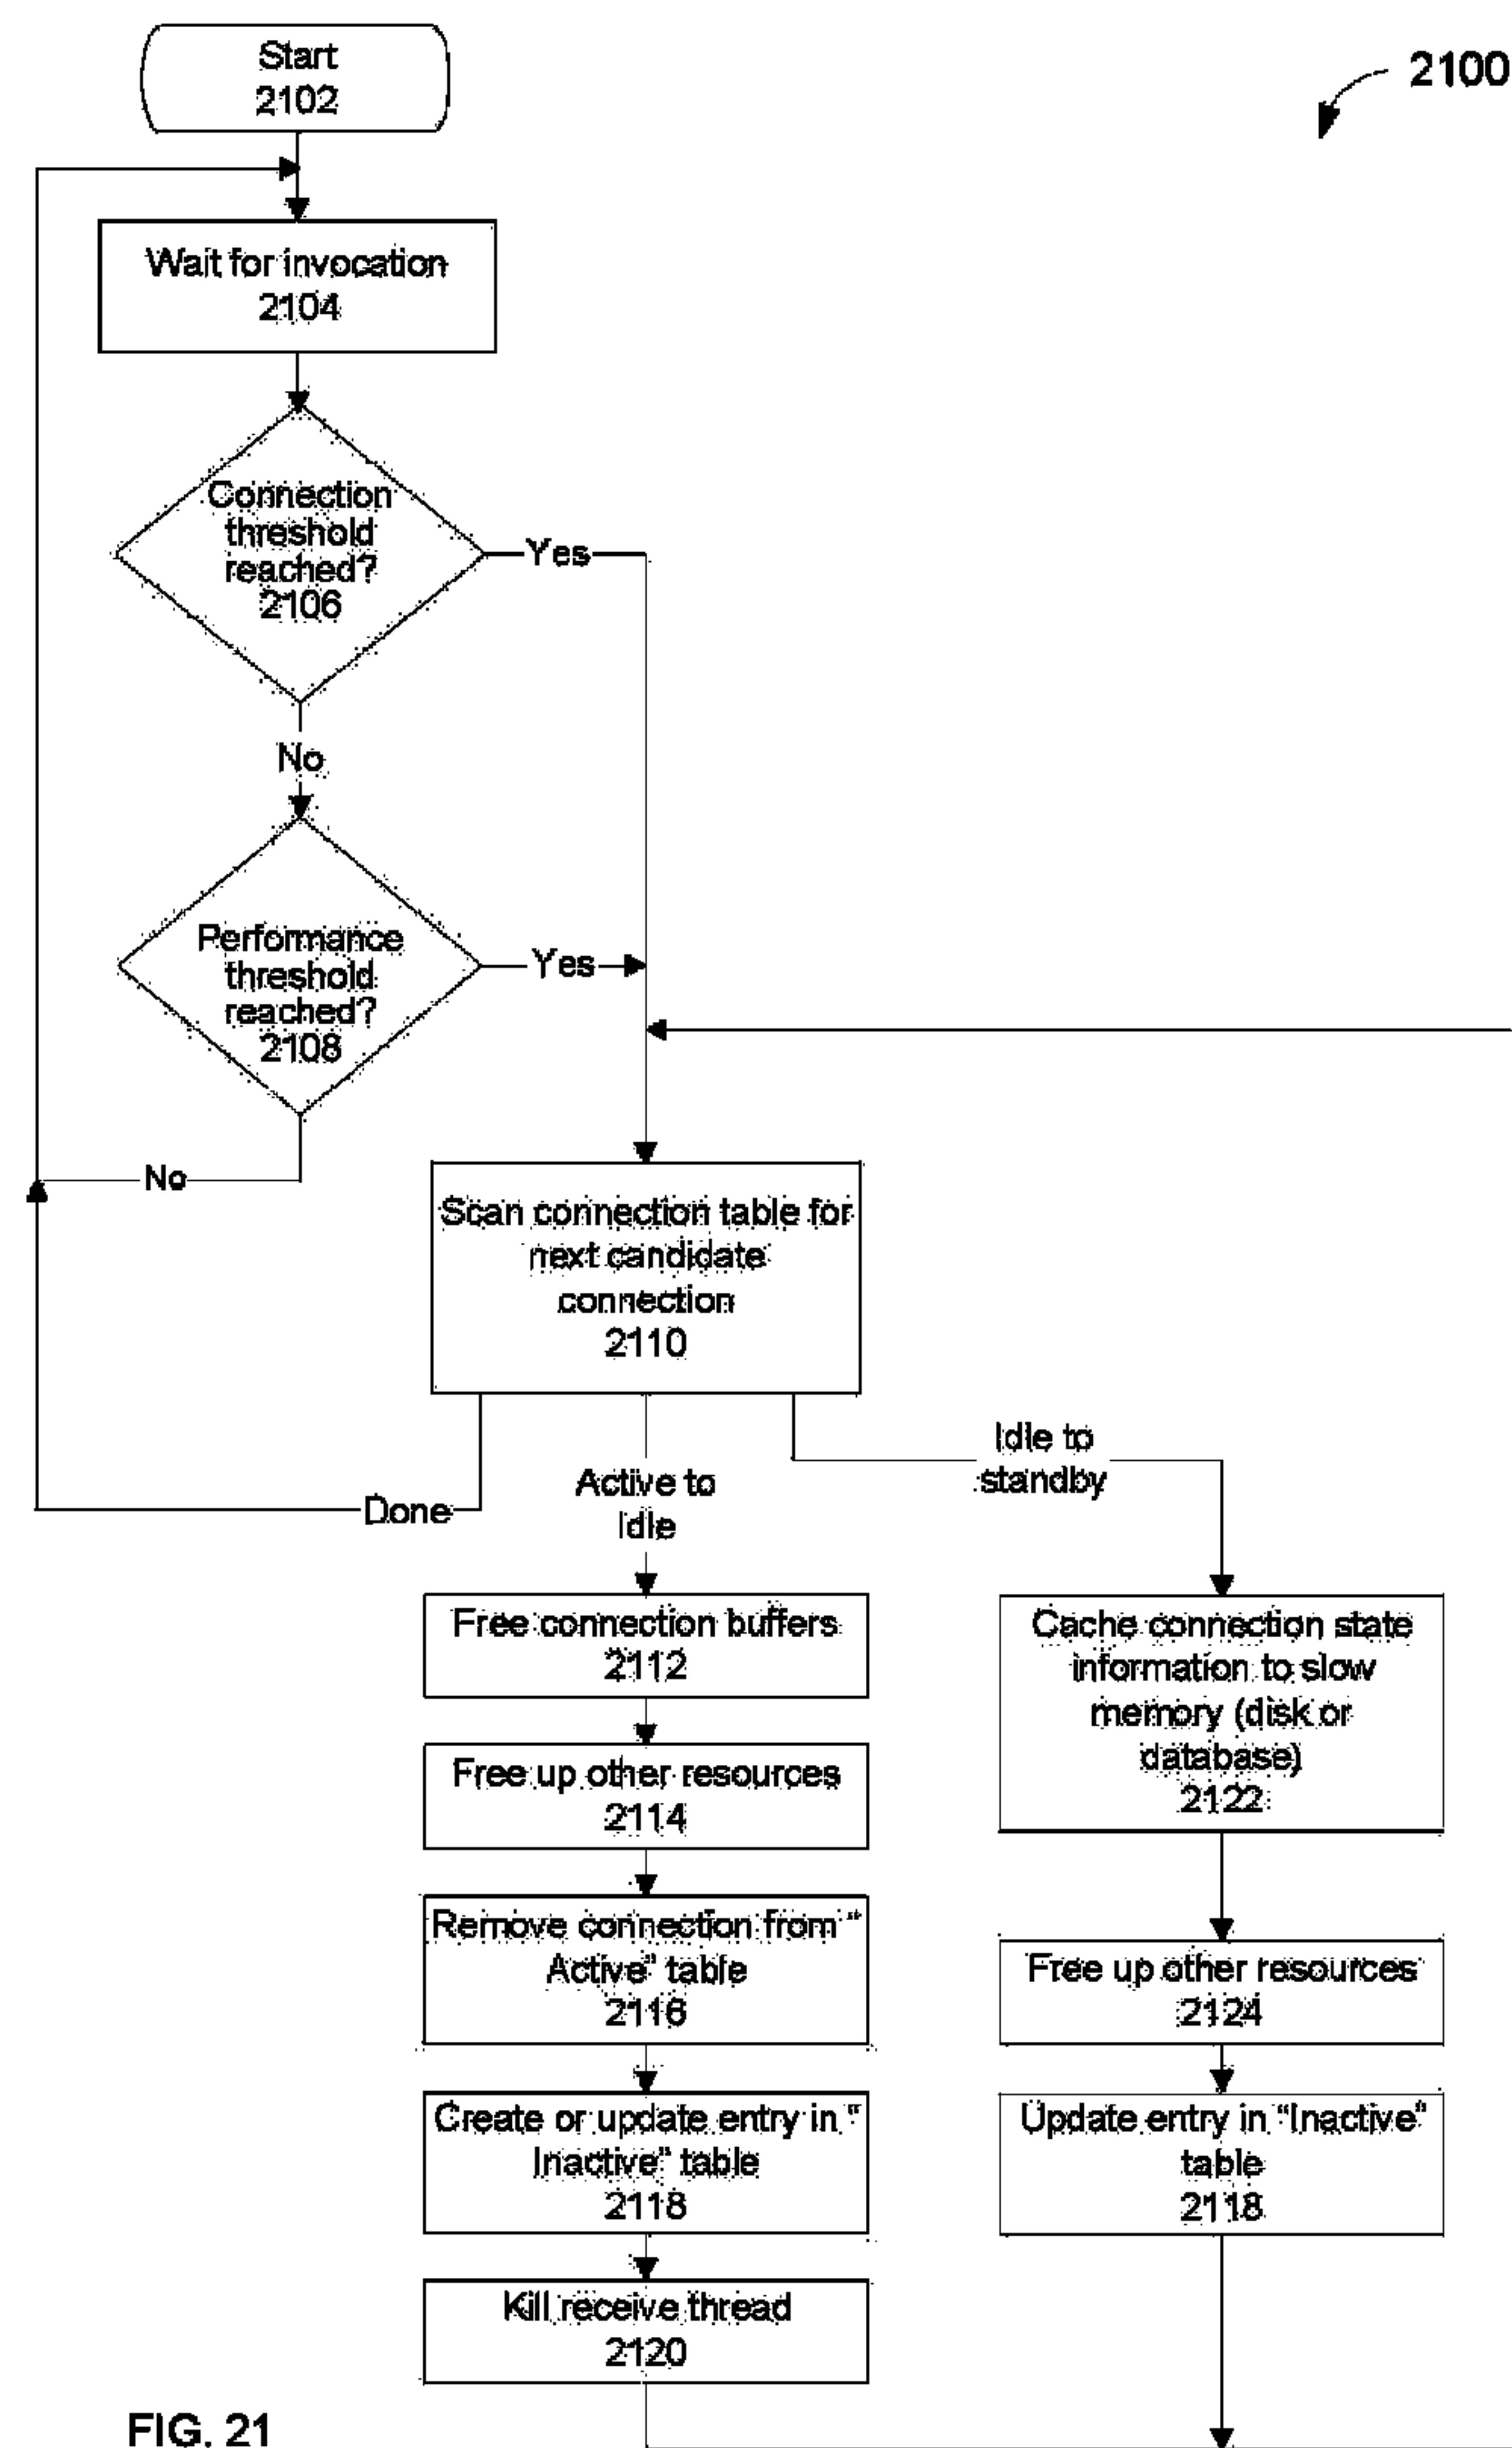 Start
2102
2100
Wait for invocation
2104
Connection
threshold
reached?
2106
Yes
No
Performance
threshold
reached?
2108
Yes
No
Scan connection table for
next candidate
connection
2110
Done
Active to
Idle
Idle to
standby
Free connection buffers
2112
Free up other resources
2114
Remove connection from "
Active" table
2116
Create or update entry in "
Inactive" table
2118
Kill receive thread
2120
Cache connection state
information to slow
memory (disk or
database)
2122
Free up other resources
2124
Update entry in "Inactive"
table
2118
FIG. 21